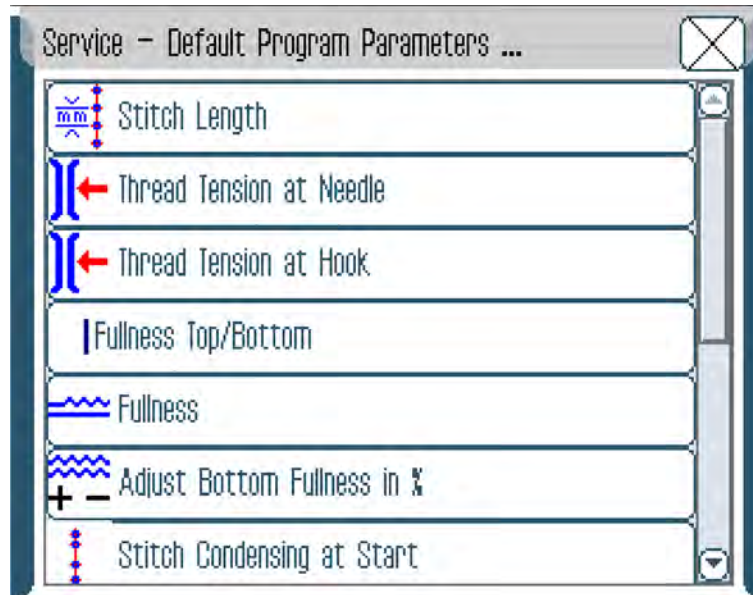 Service - Default Program Parameters ...
mm
Stitch Length
Thread Tension at Needle
Thread Tension at Hook
Fullness Top/Bottom
Fullness
Adjust Bottom Fullness in %
+ -
Stitch Condensing at Start